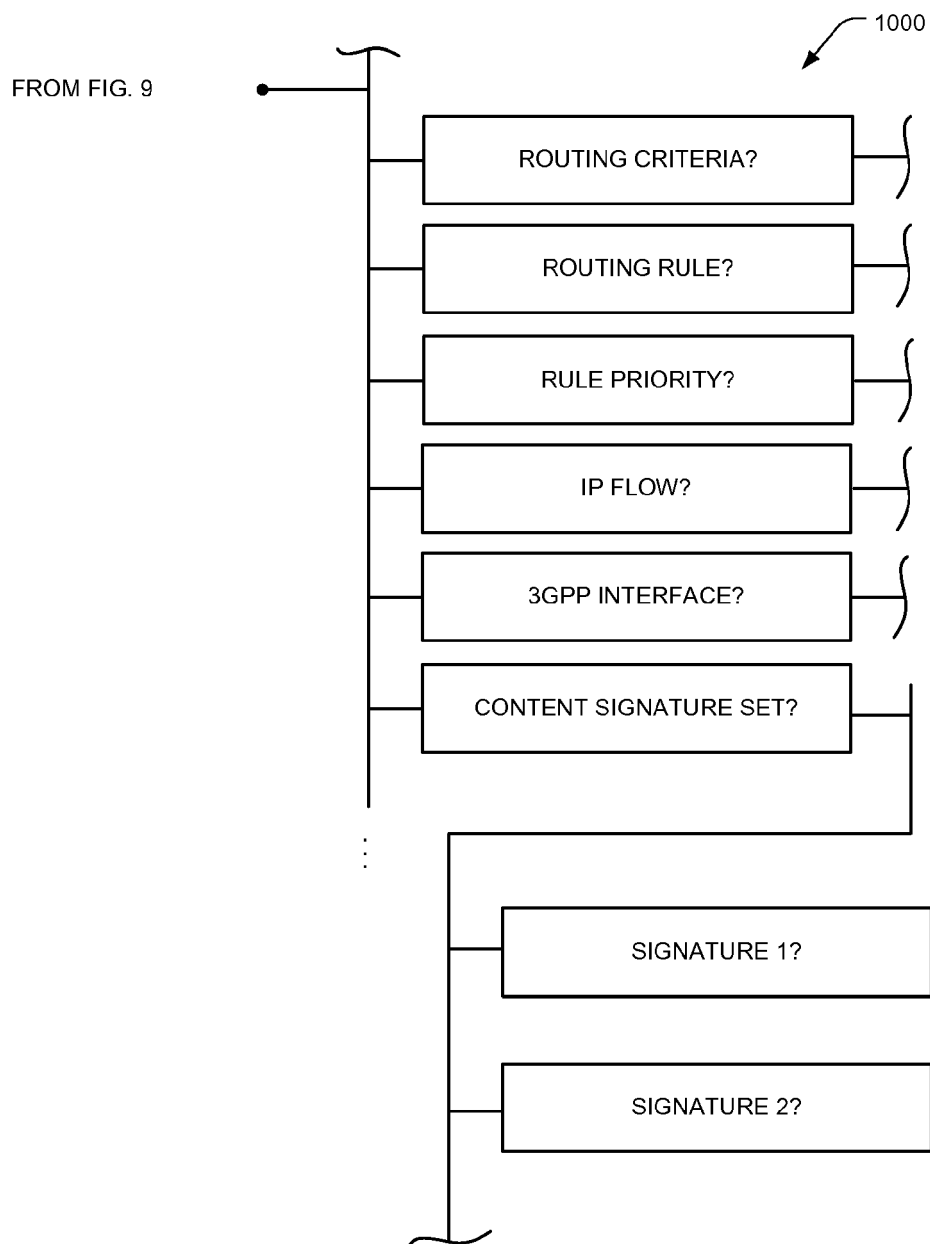 1000
FROM FIG. 9
ROUTING CRITERIA?
ROUTING RULE?
RULE PRIORITY?
IP FLOW?
3GPP INTERFACE?
CONTENT SIGNATURE SET?
...
SIGNATURE 1?
SIGNATURE 2?